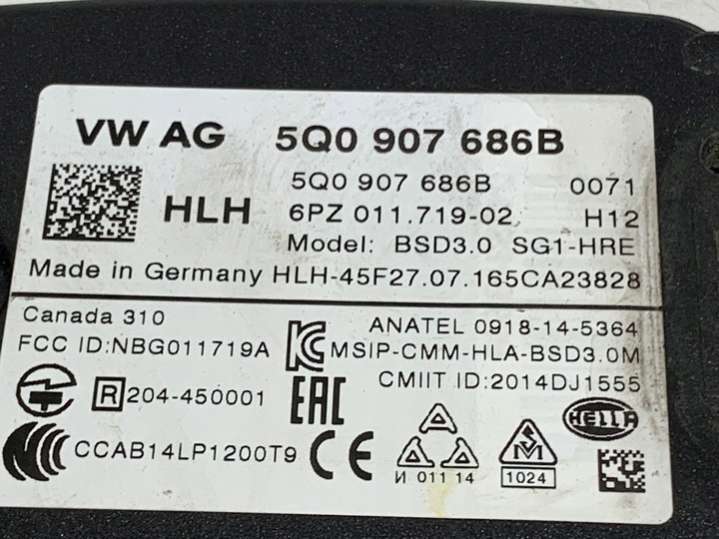 VW AG 5Q0 907 686B
5Q0 907 686B 0071
HLH 6PZ 011.719-02 H12
Model: BSD3.0 SG1-HRE
Made in Germany HLH-45F27.07.165CA23828
Canada 310
ANATEL 0918-14-5364
FCC ID:NBG011719A
MSIP-CMM-HLA-BSD3.0M
CMIIT ID:2014DJ1555
R 204-450001
EAC
HELLA
CCAB14LP1200T9 CE
И 01 14
1024